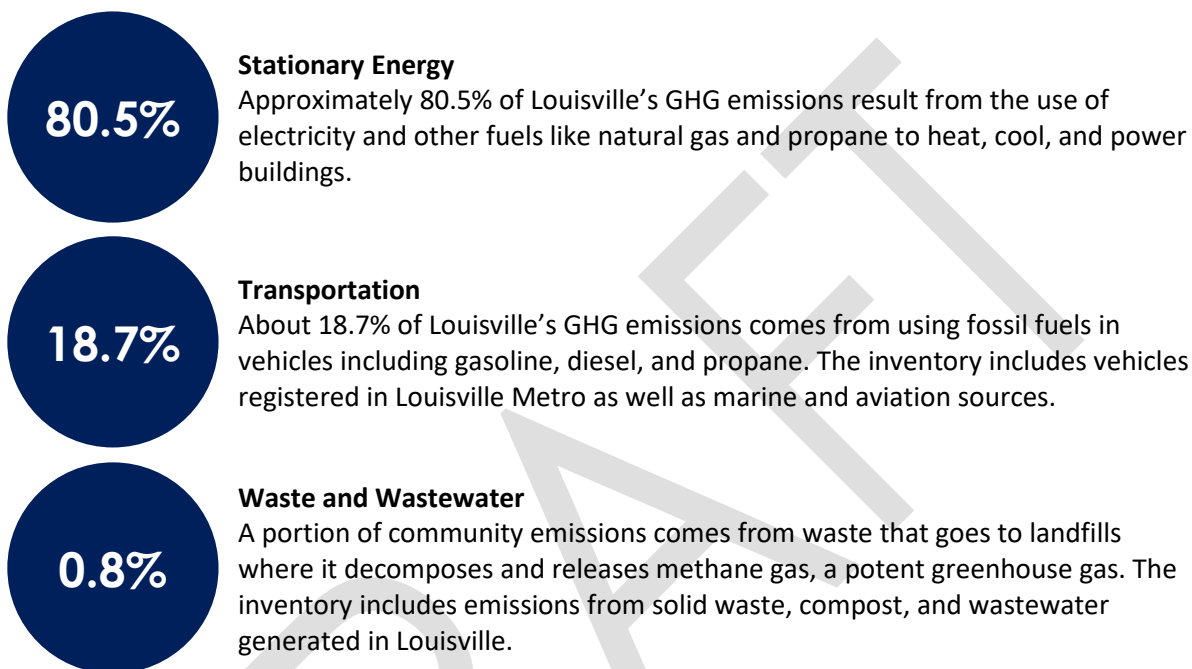 80.5%
Stationary Energy
Approximately 80.5% of Louisville’s GHG emissions result from the use of
electricity and other fuels like natural gas and propane to heat, cool, and power
buildings.
18.7%
Transportation
About 18.7% of Louisville’s GHG emissions comes from using fossil fuels in
vehicles including gasoline, diesel, and propane. The inventory includes vehicles
registered in Louisville Metro as well as marine and aviation sources.
0.8%
Waste and Wastewater
A portion of community emissions comes from waste that goes to landfills
where it decomposes and releases methane gas, a potent greenhouse gas. The
inventory includes emissions from solid waste, compost, and wastewater
generated in Louisville.
DRAFT